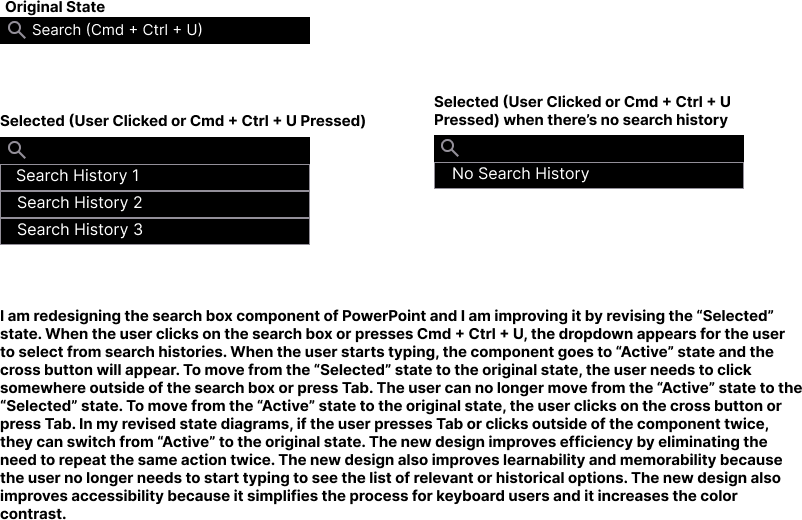 Original State
Search (Cmd + Ctrl + U)
Selected (User Clicked or Cmd + Ctrl + U Pressed)
Search History 1
Search History 2
Search History 3
Selected (User Clicked or Cmd + Ctrl + U
Pressed) when there’s no search history
No Search History
I am redesigning the search box component of PowerPoint and I am improving it by revising the “Selected”
state. When the user clicks on the search box or presses Cmd + Ctrl + U, the dropdown appears for the user
to select from search histories. When the user starts typing, the component goes to “Active” state and the
cross button will appear. To move from the “Selected” state to the original state, the user needs to click
somewhere outside of the search box or press Tab. The user can no longer move from the “Active” state to the
“Selected” state. To move from the “Active” state to the original state, the user clicks on the cross button or
press Tab. In my revised state diagrams, if the user presses Tab or clicks outside of the component twice,
they can switch from “Active” to the original state. The new design improves efficiency by eliminating the
need to repeat the same action twice. The new design also improves learnability and memorability because
the user no longer needs to start typing to see the list of relevant or historical options. The new design also
improves accessibility because it simplifies the process for keyboard users and it increases the color
contrast.